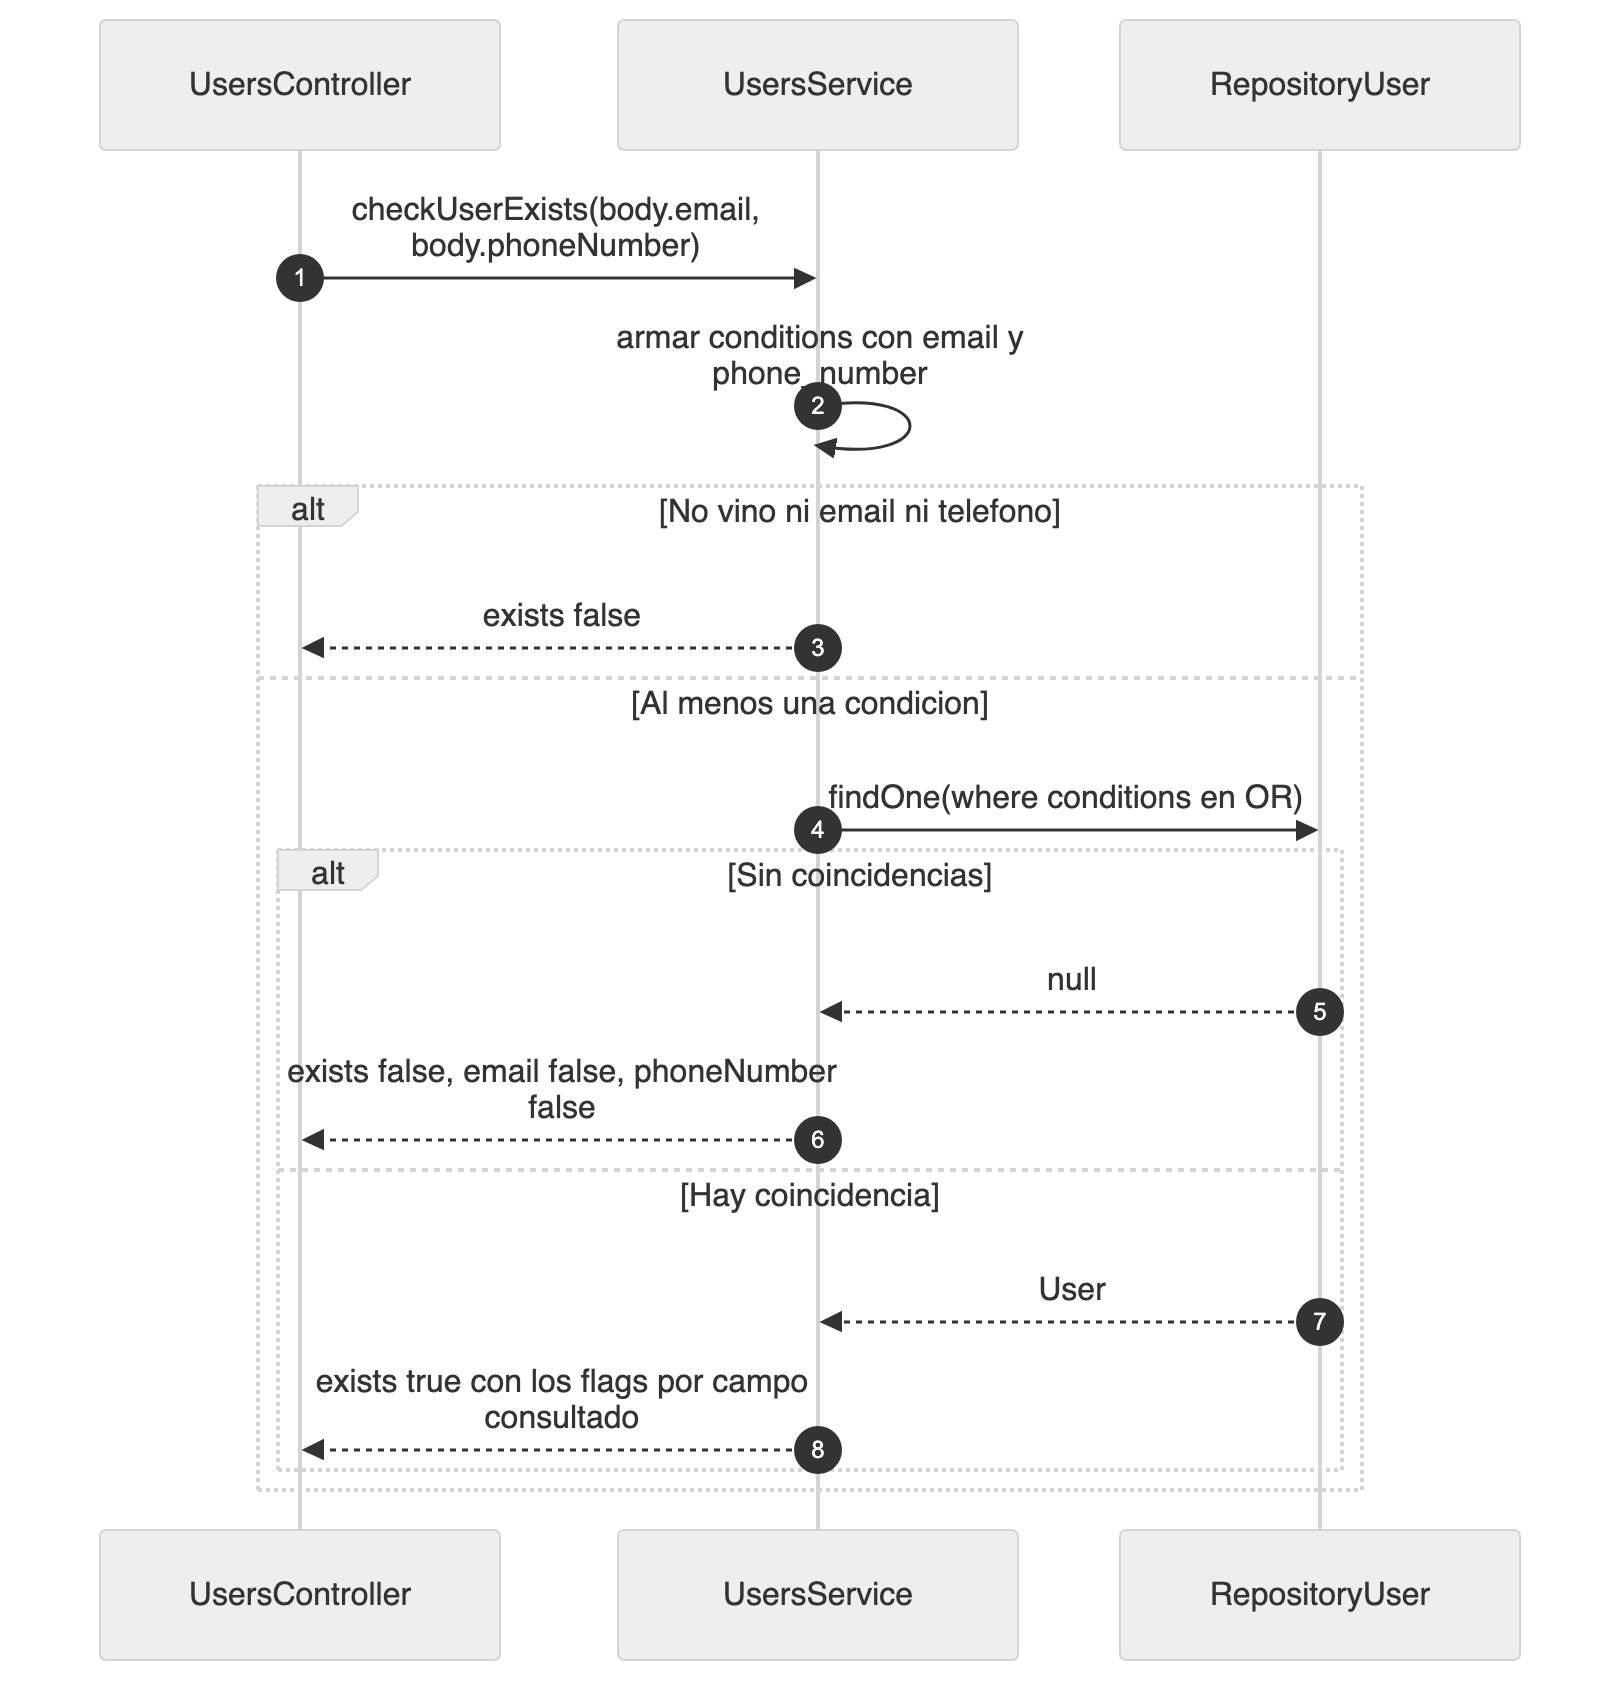 UsersController
UsersService
RepositoryUser
checkUserExists(body.email,
body.phoneNumber)
1
armar conditions con email y
phone_number
2
alt
[No vino ni email ni telefono]
exists false
3
[Al menos una condicion]
findOne(where conditions en OR)
4
alt
[Sin coincidencias]
null
5
exists false, email false, phoneNumber
false
6
[Hay coincidencia]
User
7
exists true con los flags por campo
consultado
8
UsersController
UsersService
RepositoryUser